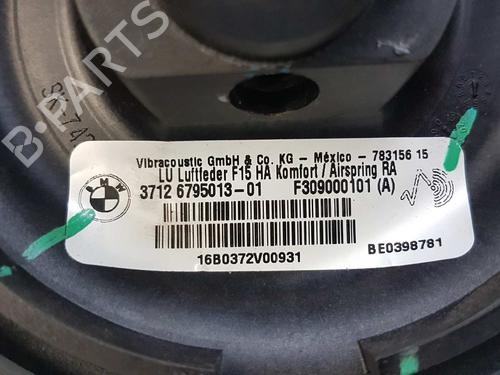 B-PARTS
Vibracoustic GmbH & Co. KG - México - 783156 15
LU Luftfeder F15 HA Komfort / Airspring RA
3712 6795013-01 F309000101 (A)
BMW
16B0372V00931
BE0398781